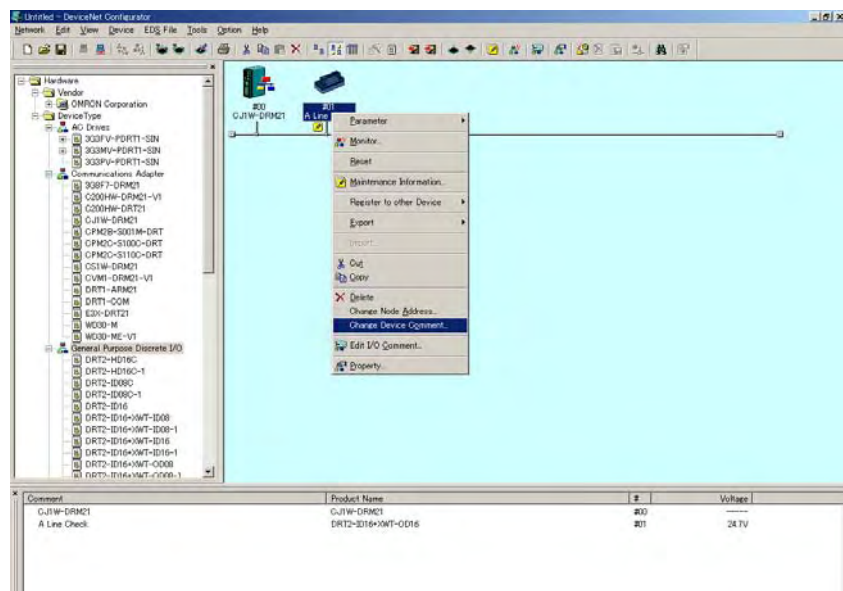 Untitled - DeviceNet Configurator
Network Edit View Device EDS File Tools Option Help
Hardware
Vendor
OMRON Corporation
DeviceType
AC Drives
3G3FV-PDRT1-SIN
3G3MV-PDRT1-SIN
3G3PV-PDRT1-SIN
Communications Adapter
3G8F7-DRM21
C200HW-DRM21-V1
C200HW-DRT21
CJ1W-DRM21
CPM2B-S001M-DRT
CPM2C-S100C-DRT
CPM2C-S110C-DRT
CS1W-DRM21
CVM1-DRM21-V1
DRT1-ARM21
DRT1-COM
E3X-DRT21
WD30-M
WD30-ME-V1
General Purpose Discrete I/O
DRT2-HD16C
DRT2-HD16C-1
DRT2-ID08C
DRT2-ID08C-1
DRT2-ID16
DRT2-ID16+XWT-ID08
DRT2-ID16+XWT-ID08-1
DRT2-ID16+XWT-ID16
DRT2-ID16+XWT-ID16-1
DRT2-ID16+XWT-OD08
DRT2-ID16+XWT-OD08-1
#00
CJ1W-DRM21
#01
A Line
Parameter
Monitor...
Reset
Maintenance Information...
Register to other Device
Export
Import...
Cut
Copy
Delete
Change Node Address...
Change Device Comment...
Edit I/O Comment...
Property...
Comment Product Name # Voltage
CJ1W-DRM21 CJ1W-DRM21 #00 ------
A Line Check DRT2-ID16+XWT-OD16 #01 24.7V